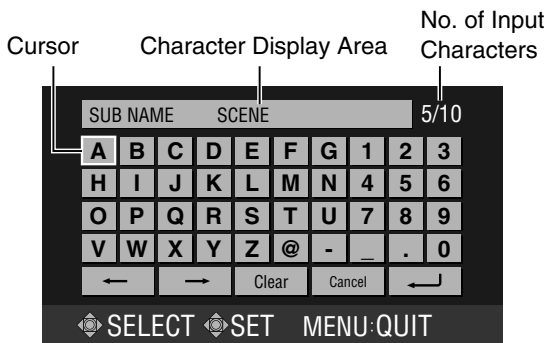 No. of Input
Cursor Character Display Area Characters
SUB NAME SCENE 5/10
A B C D E F G 1 2 3
H I J K L M N 4 5 6
O P Q R S T U 7 8 9
V W X Y Z @ - _ . 0
← → Clear Cancel ↵
SELECT SET MENU:QUIT